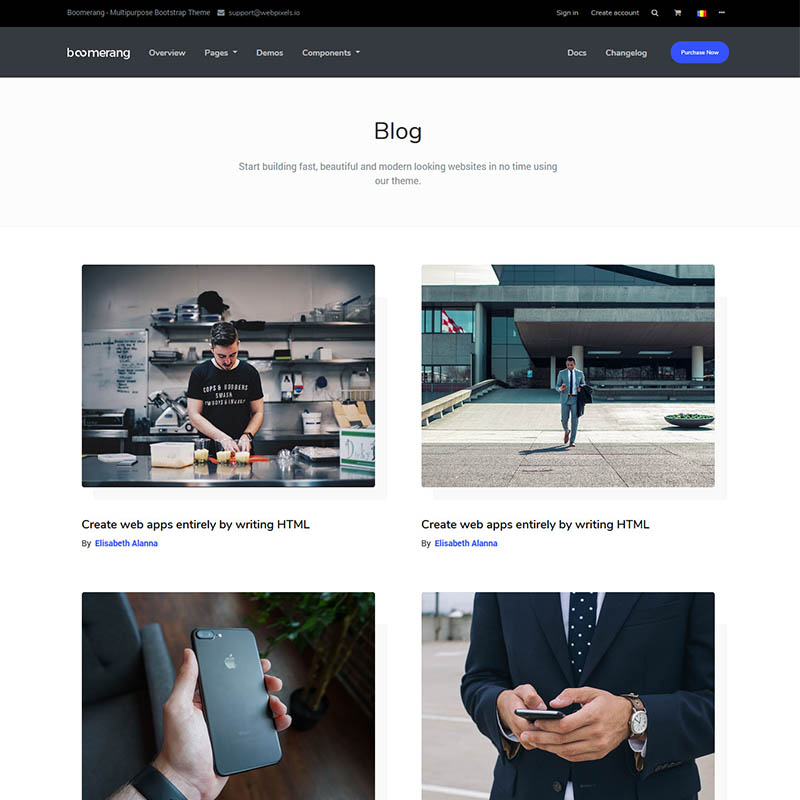 Boomerang - Multipurpose Bootstrap Theme support@webpixels.io Sign in Create account
boomerang Overview Pages Demos Components Docs Changelog Purchase Now
Blog
Start building fast, beautiful and modern looking websites in no time using
our theme.
COPS & ROBBERS
SMASH
Create web apps entirely by writing HTML
By Elisabeth Alanna
Create web apps entirely by writing HTML
By Elisabeth Alanna